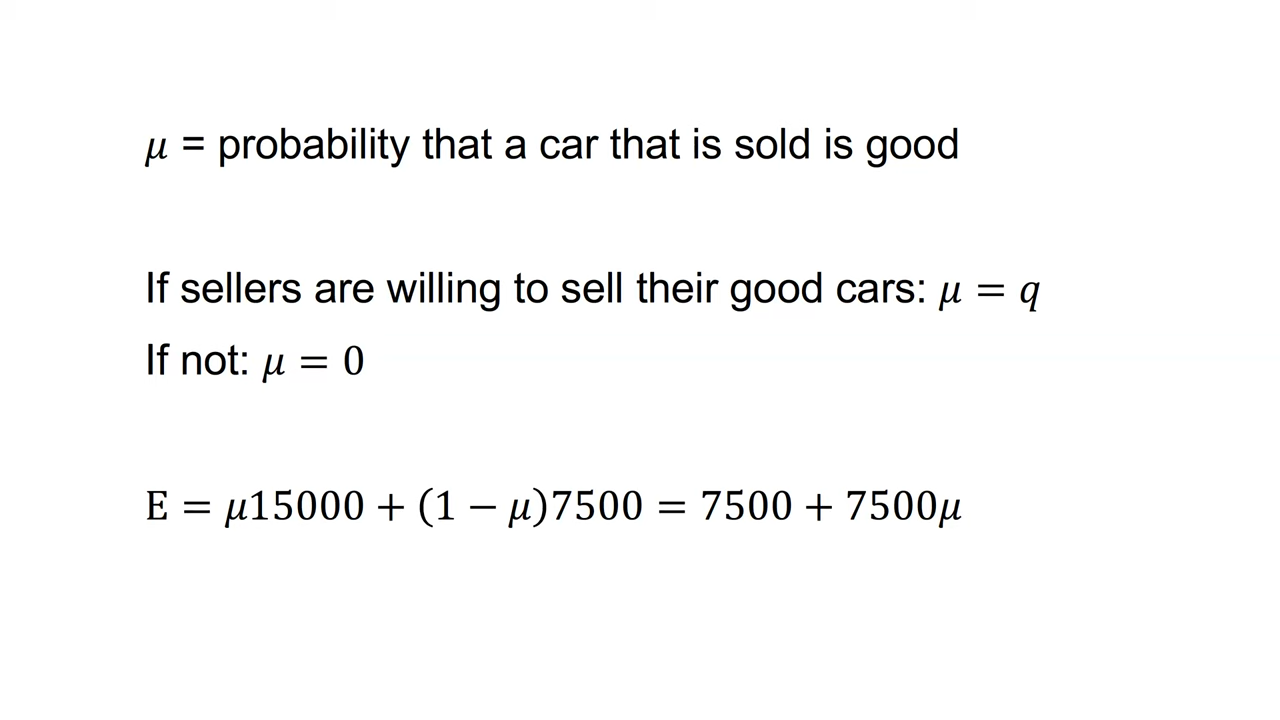 μ = probability that a car that is sold is good
If sellers are willing to sell their good cars: μ = q
If not: μ = 0
E = μ15000 + (1 − μ)7500 = 7500 + 7500μ